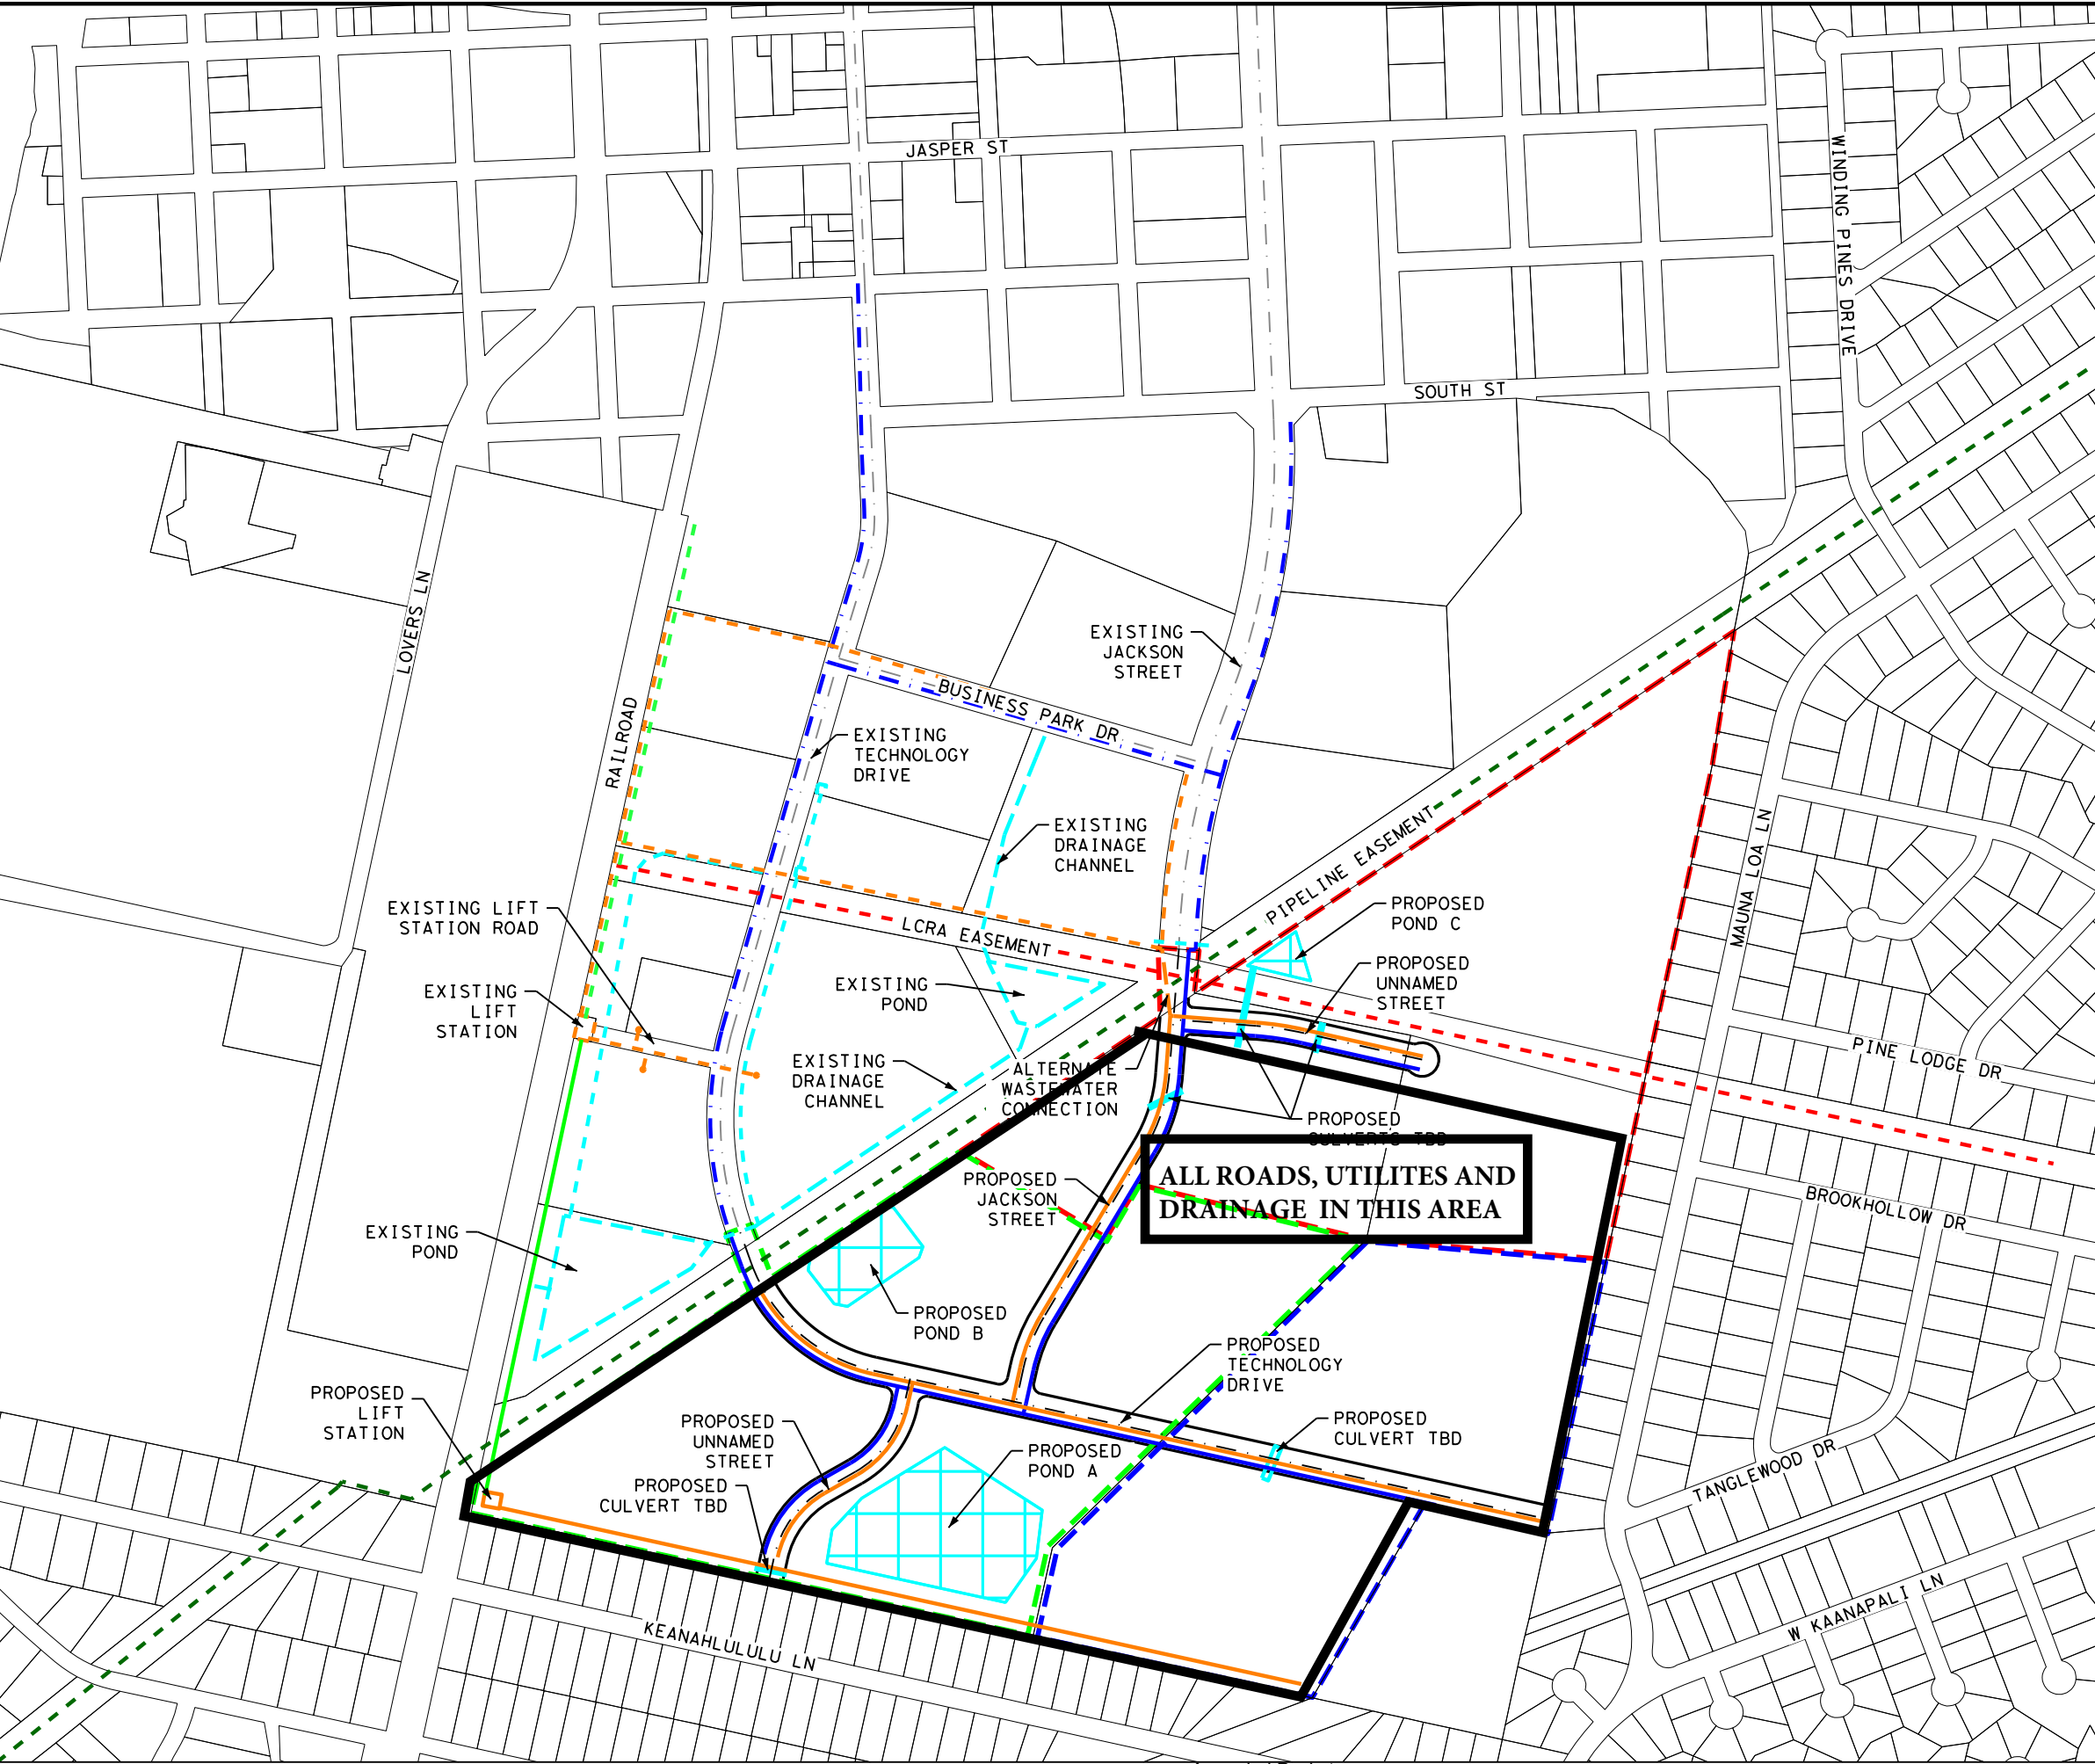 JASPER ST
WINDING PINES DRIVE
SOUTH ST
LOVERS LN
EXISTING
JACKSON
STREET
BUSINESS PARK DR
RAILROAD
EXISTING
TECHNOLOGY
DRIVE
EXISTING
DRAINAGE
CHANNEL
PIPELINE EASEMENT
MAUNA LOA LN
EXISTING LIFT
STATION ROAD
LCRA EASEMENT
PROPOSED
POND C
EXISTING
LIFT
STATION
EXISTING
POND
PROPOSED
UNNAMED
STREET
PINE LODGE DR
EXISTING
DRAINAGE
CHANNEL
ALTERNATE
WASTEWATER
CONNECTION
PROPOSED
CULVERTS TBD
ALL ROADS, UTILITES AND
DRAINAGE IN THIS AREA
PROPOSED
JACKSON
STREET
BROOKHOLLOW DR
EXISTING
POND
PROPOSED
POND B
PROPOSED
TECHNOLOGY
DRIVE
PROPOSED
LIFT
STATION
PROPOSED
UNNAMED
STREET
PROPOSED
POND A
PROPOSED
CULVERT TBD
PROPOSED
CULVERT TBD
TANGLEWOOD DR
W KAANAPALI LN
KEANAHLULULU LN